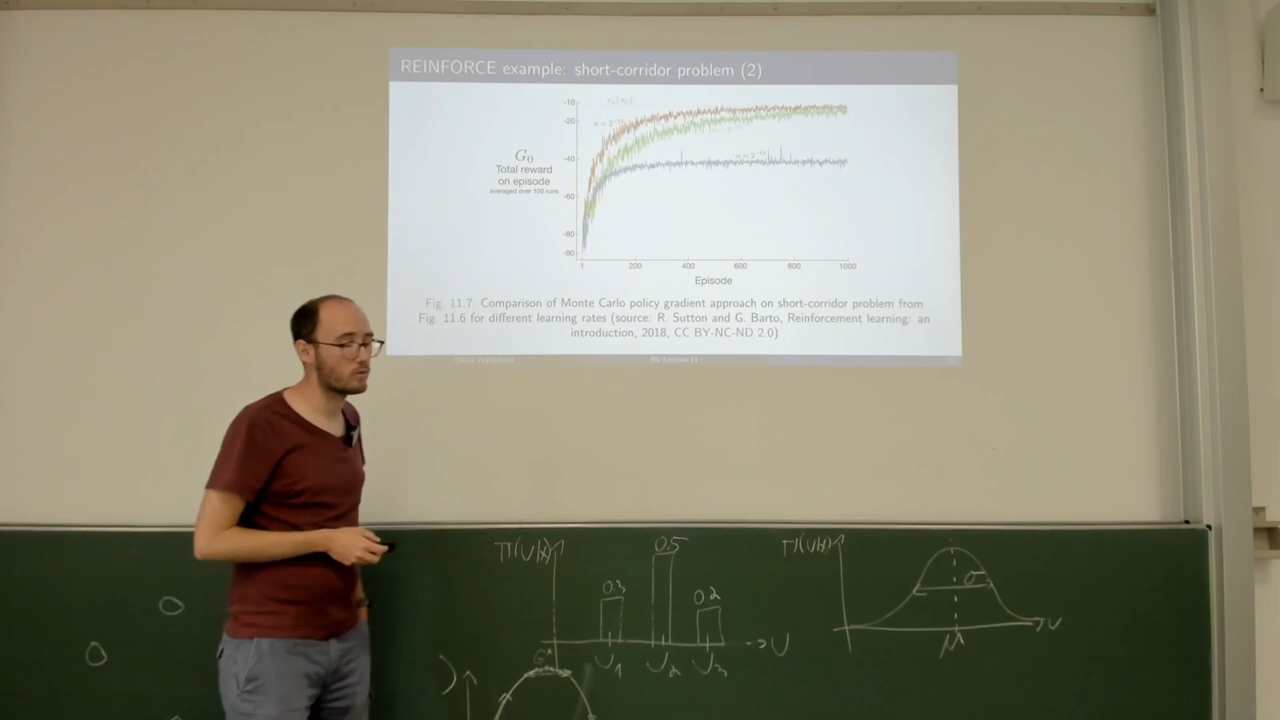 REINFORCE example: short-corridor problem (2)
G₀
Total reward
on episode
averaged over 100 runs
-10
-20
-40
-60
-80
-90
1
200
400
600
800
1000
Episode
Fig. 11.7: Comparison of Monte Carlo policy gradient approach on short-corridor problem from
Fig. 11.6 for different learning rates (source: R. Sutton and G. Barto, Reinforcement learning: an
introduction, 2018, CC BY-NC-ND 2.0)
RL Lecture 11
0.3
0.5
0.2
U
U₁
U₂
U₃
G*
σ
μ
U